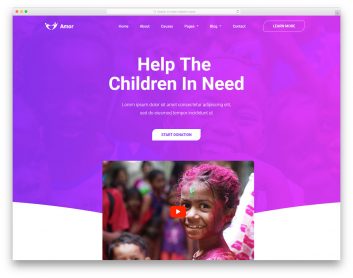 Amor
Home About Causes Pages Blog Contact
LEARN MORE
Help The
Children In Need
Lorem ipsum dolor sit amet consectetur adipiscing elit,
sed do eiusmod tempor incididunt ut
START DONATION